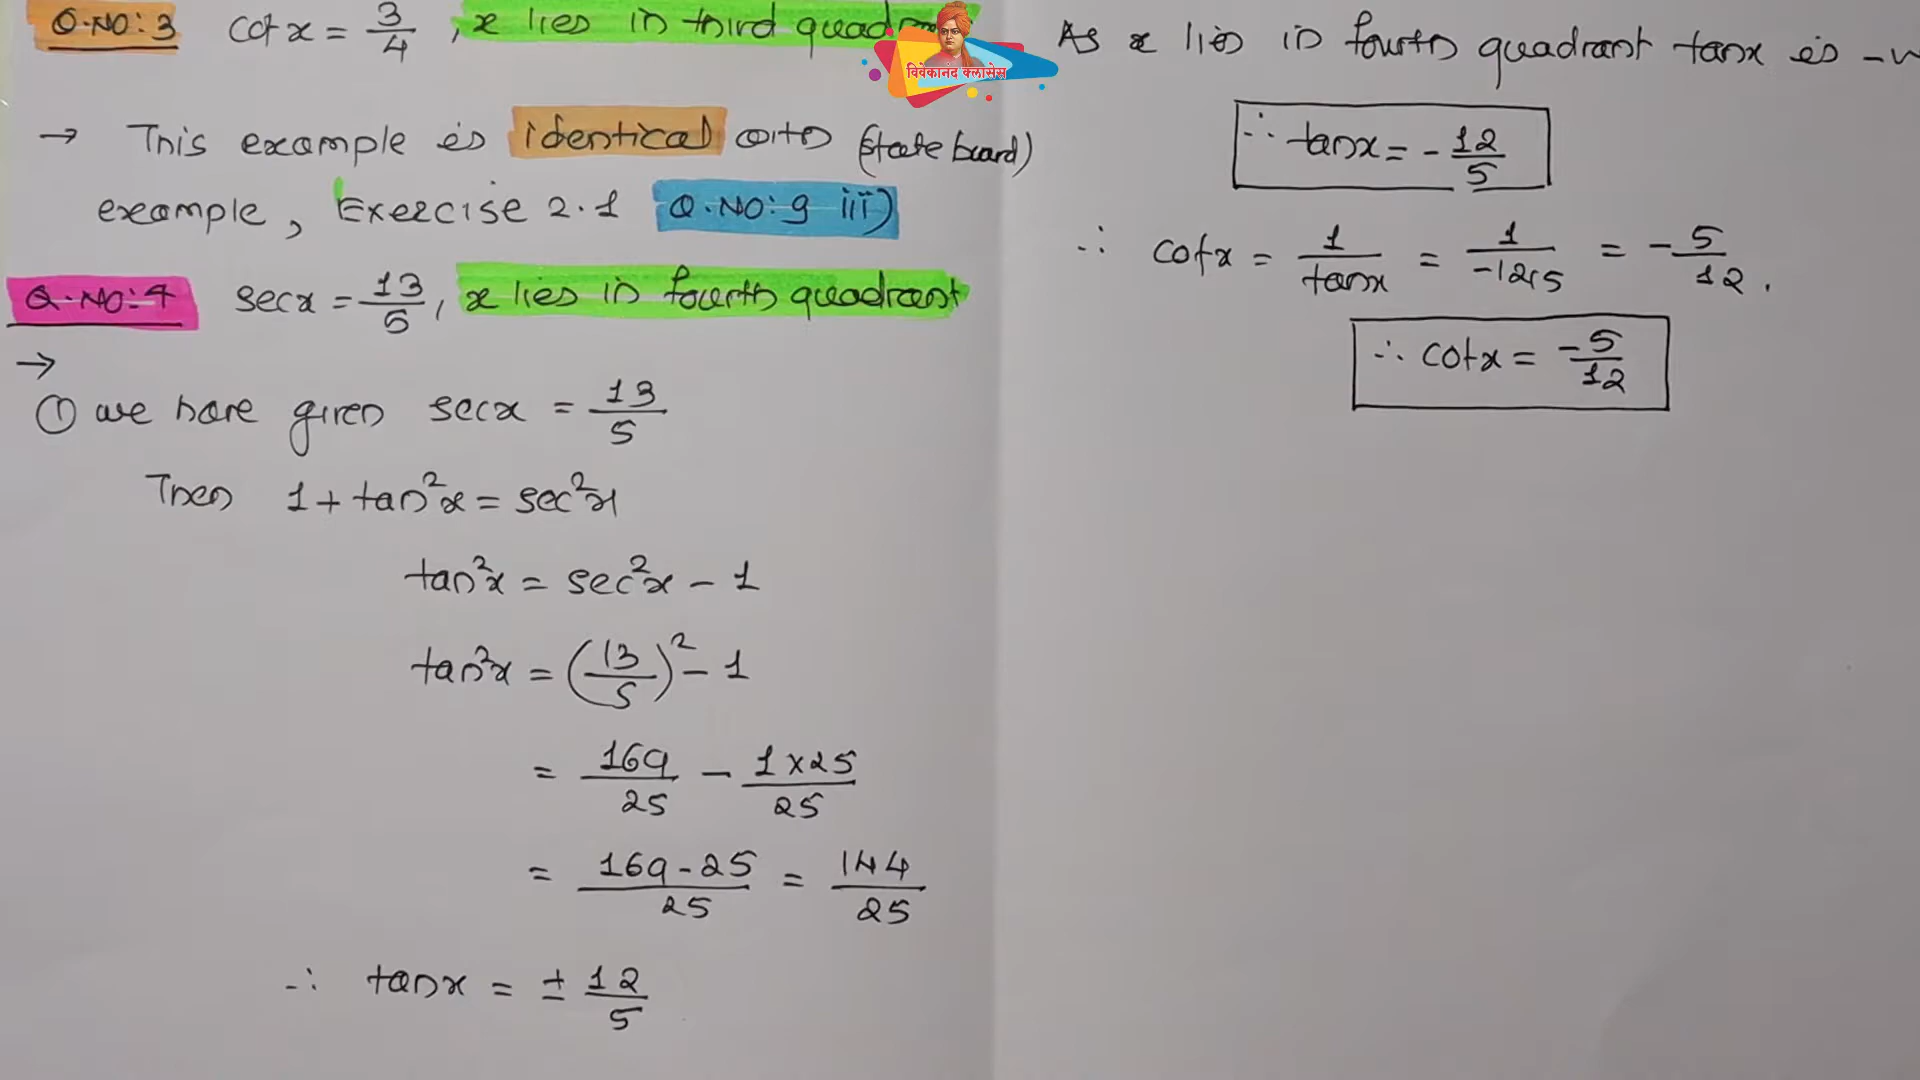 Q.NO:3 cot x = 3/4 , x lies in third
विवेकानंद क्लासेस
→ This example is identical with (State board)
example, Exercise 2.1 Q.NO:9 iii)
Q.NO:4 sec x = 13/5, x lies in fourth quadrant
→
① we have given sec x = 13/5
Then 1 + tan²x = sec²x
tan²x = sec²x - 1
tan²x = (13/5)² - 1
= 169/25 - 1×25/25
= 169-25/25 = 144/25
∴ tan x = ± 12/5
As x lies in fourth quadrant tan x is
∴ tan x = - 12/5
∴ cot x = 1/tan x = 1/-12/5 = - 5/12.
∴ cot x = -5/12